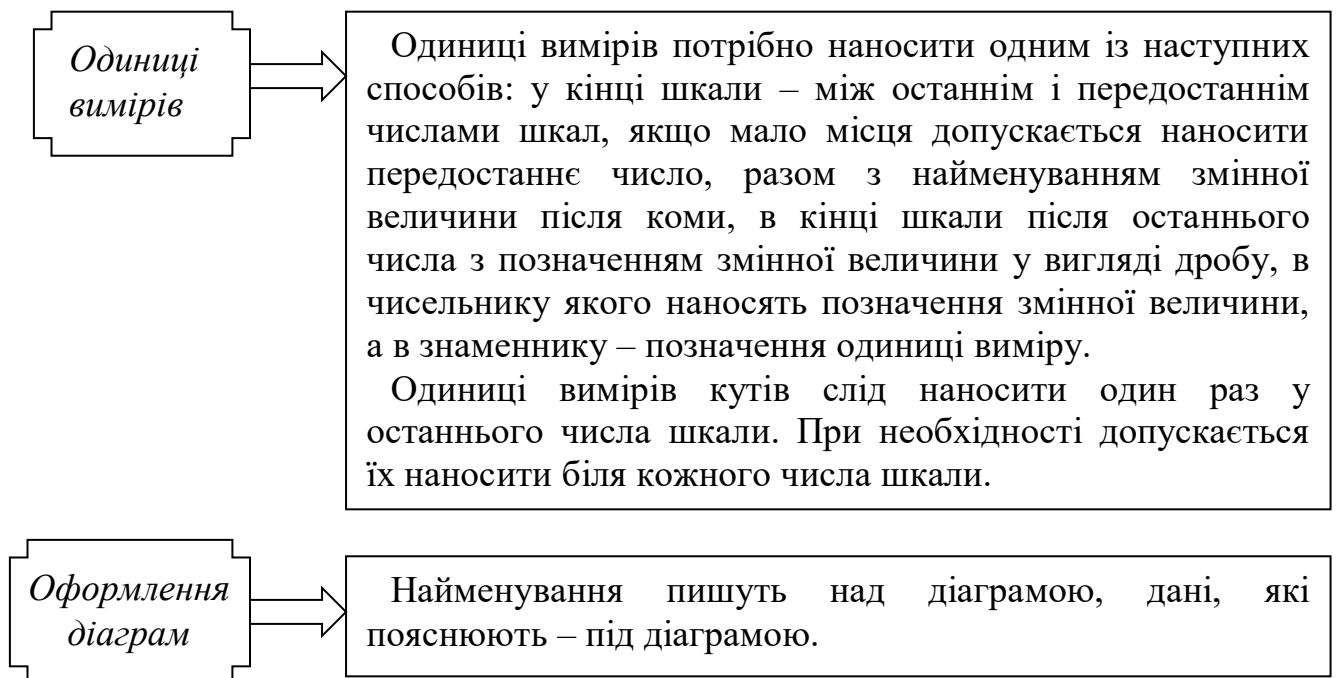 Одиниці
вимірів
Одиниці вимірів потрібно наносити одним із наступних
способів: у кінці шкали – між останнім і передостаннім
числами шкал, якщо мало місця допускається наносити
передостаннє число, разом з найменуванням змінної
величини після коми, в кінці шкали після останнього
числа з позначенням змінної величини у вигляді дробу, в
чисельнику якого наносять позначення змінної величини,
а в знаменнику – позначення одиниці виміру.
Одиниці вимірів кутів слід наносити один раз у
останнього числа шкали. При необхідності допускається
їх наносити біля кожного числа шкали.
Оформлення
діаграм
Найменування пишуть над діаграмою, дані, які
пояснюють – під діаграмою.